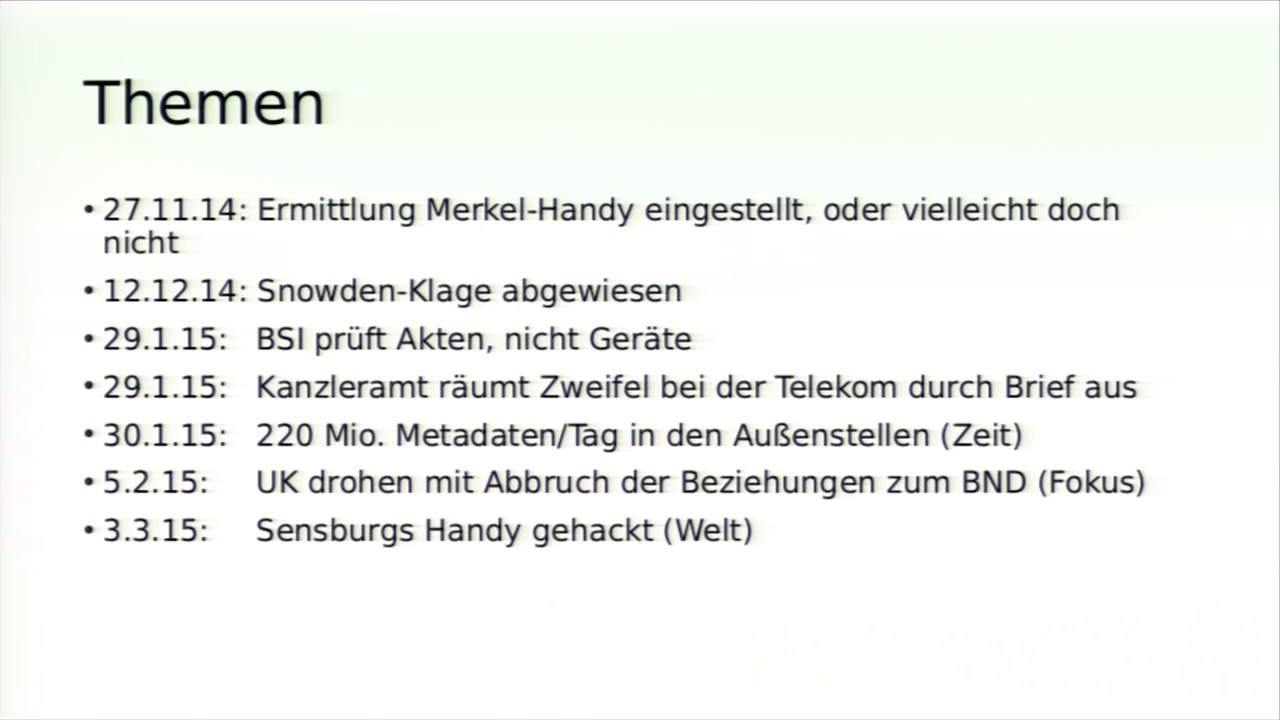 Themen
• 27.11.14: Ermittlung Merkel-Handy eingestellt, oder vielleicht doch
nicht
• 12.12.14: Snowden-Klage abgewiesen
• 29.1.15: BSI prüft Akten, nicht Geräte
• 29.1.15: Kanzleramt räumt Zweifel bei der Telekom durch Brief aus
• 30.1.15: 220 Mio. Metadaten/Tag in den Außenstellen (Zeit)
• 5.2.15: UK drohen mit Abbruch der Beziehungen zum BND (Fokus)
• 3.3.15: Sensburgs Handy gehackt (Welt)